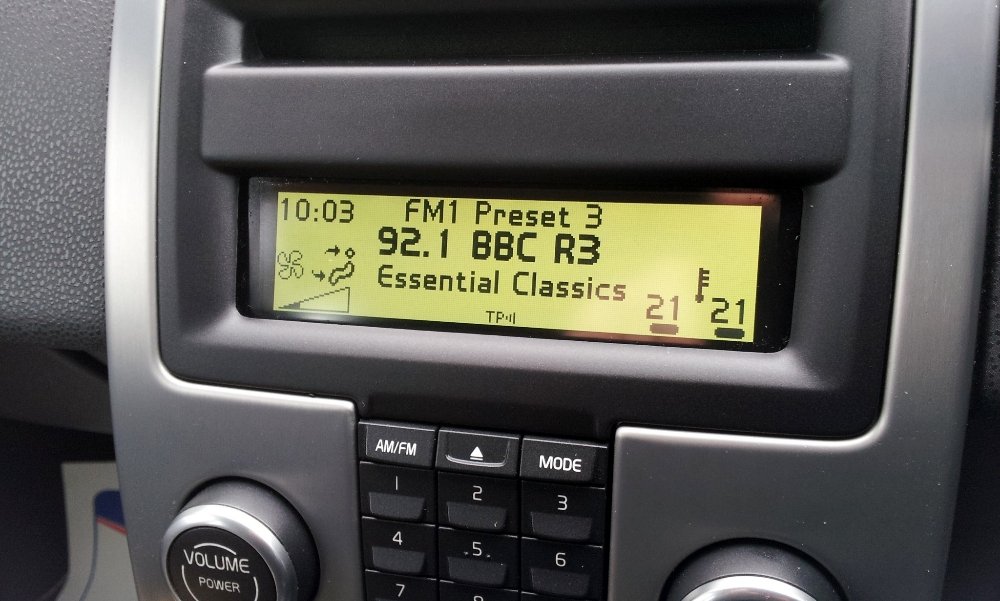 10:03 FM1 Preset 3
92.1 BBC R3
Essential Classics
21 21
TP
AM/FM MODE
1 2 3
4 5 6
7
VOLUME
POWER